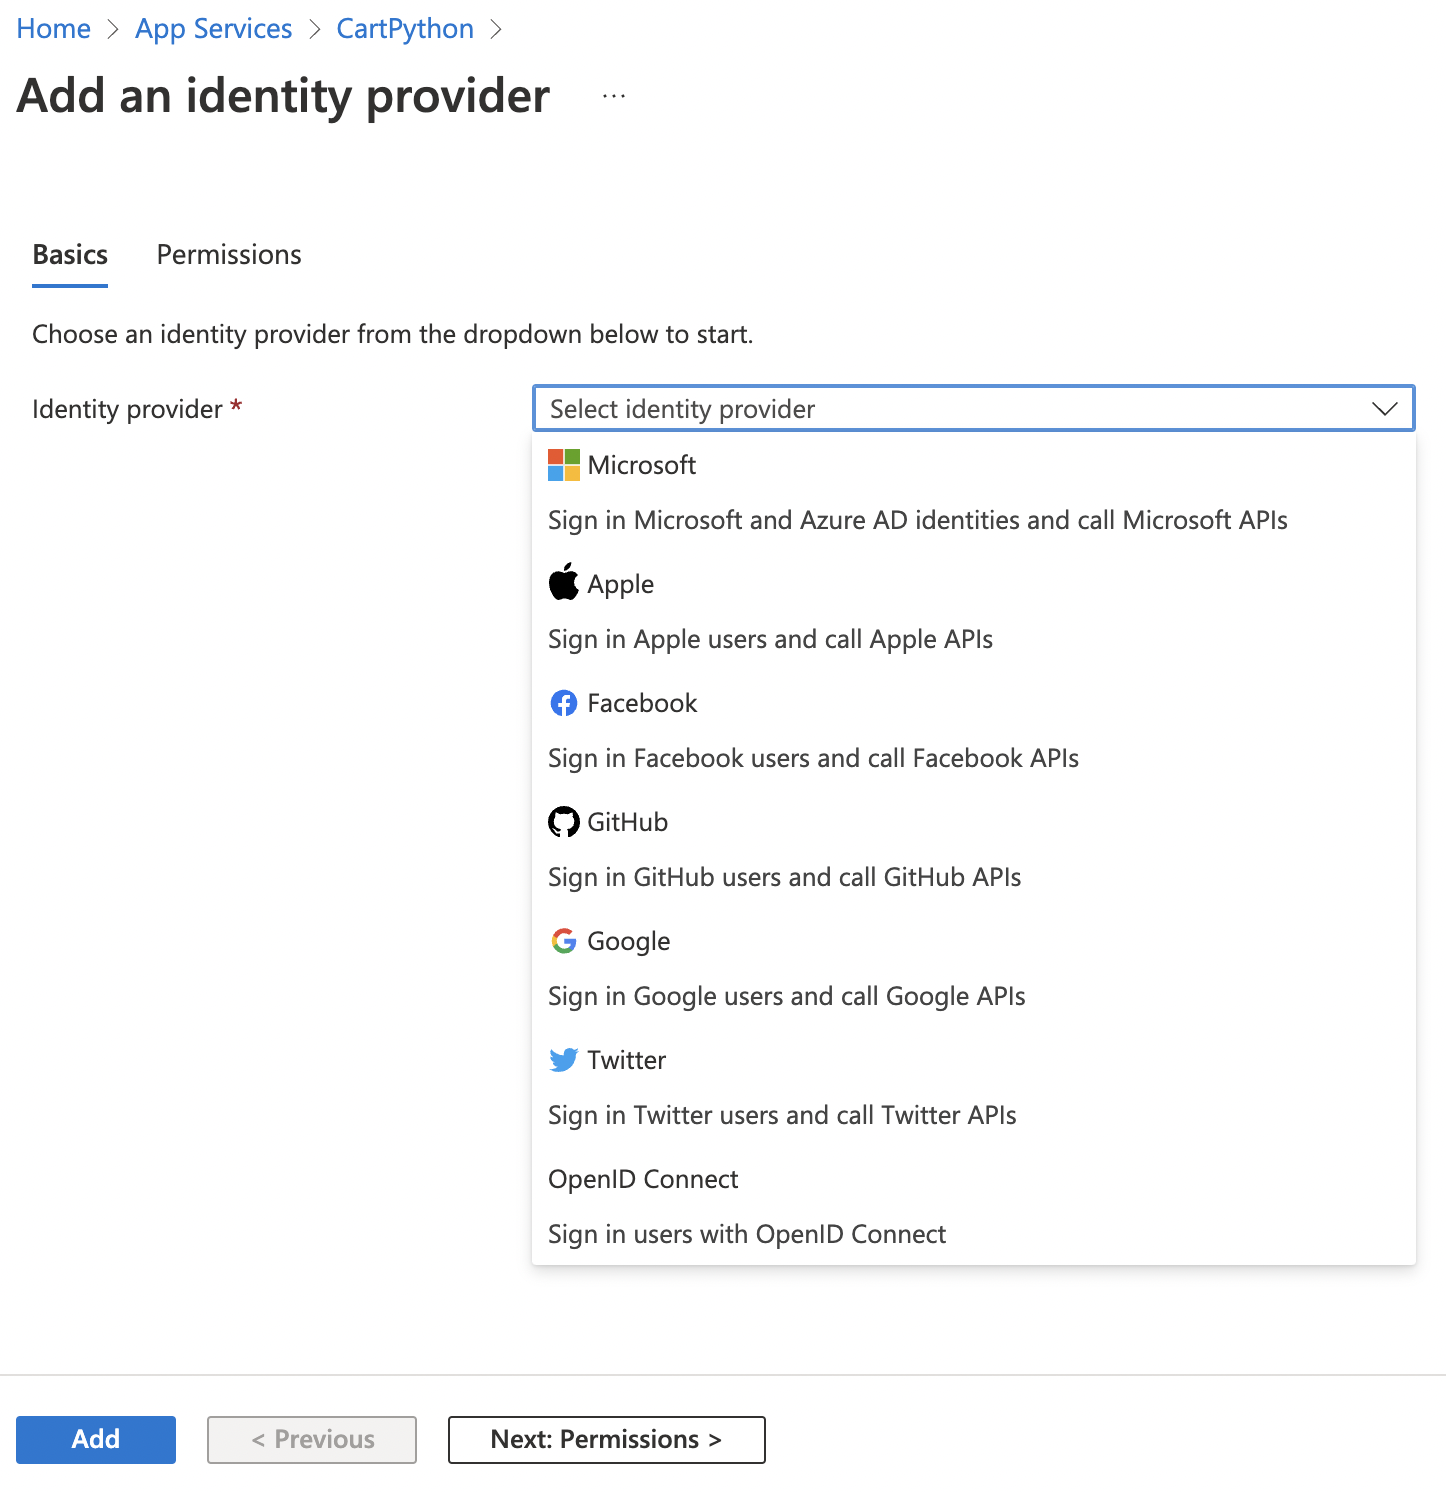 Home > App Services > CartPython >
Add an identity provider ...
Basics Permissions
Choose an identity provider from the dropdown below to start.
Identity provider * Select identity provider
Microsoft
Sign in Microsoft and Azure AD identities and call Microsoft APIs
Apple
Sign in Apple users and call Apple APIs
Facebook
Sign in Facebook users and call Facebook APIs
GitHub
Sign in GitHub users and call GitHub APIs
Google
Sign in Google users and call Google APIs
Twitter
Sign in Twitter users and call Twitter APIs
OpenID Connect
Sign in users with OpenID Connect
Add < Previous Next: Permissions >